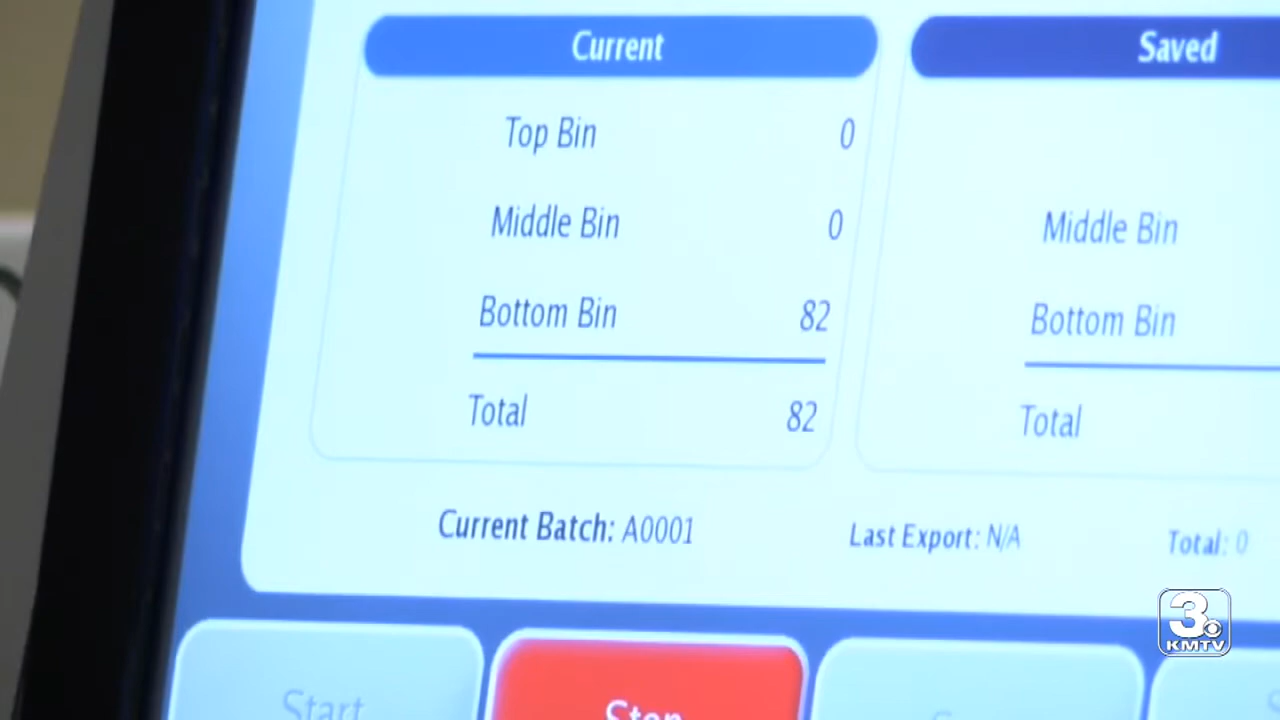 Current
Saved
Top Bin 0
Middle Bin 0
Middle Bin
Bottom Bin 82
Bottom Bin
Total 82
Total
Current Batch: A0001
Last Export: N/A
Total: 0
Start
Stop
3
KMTV